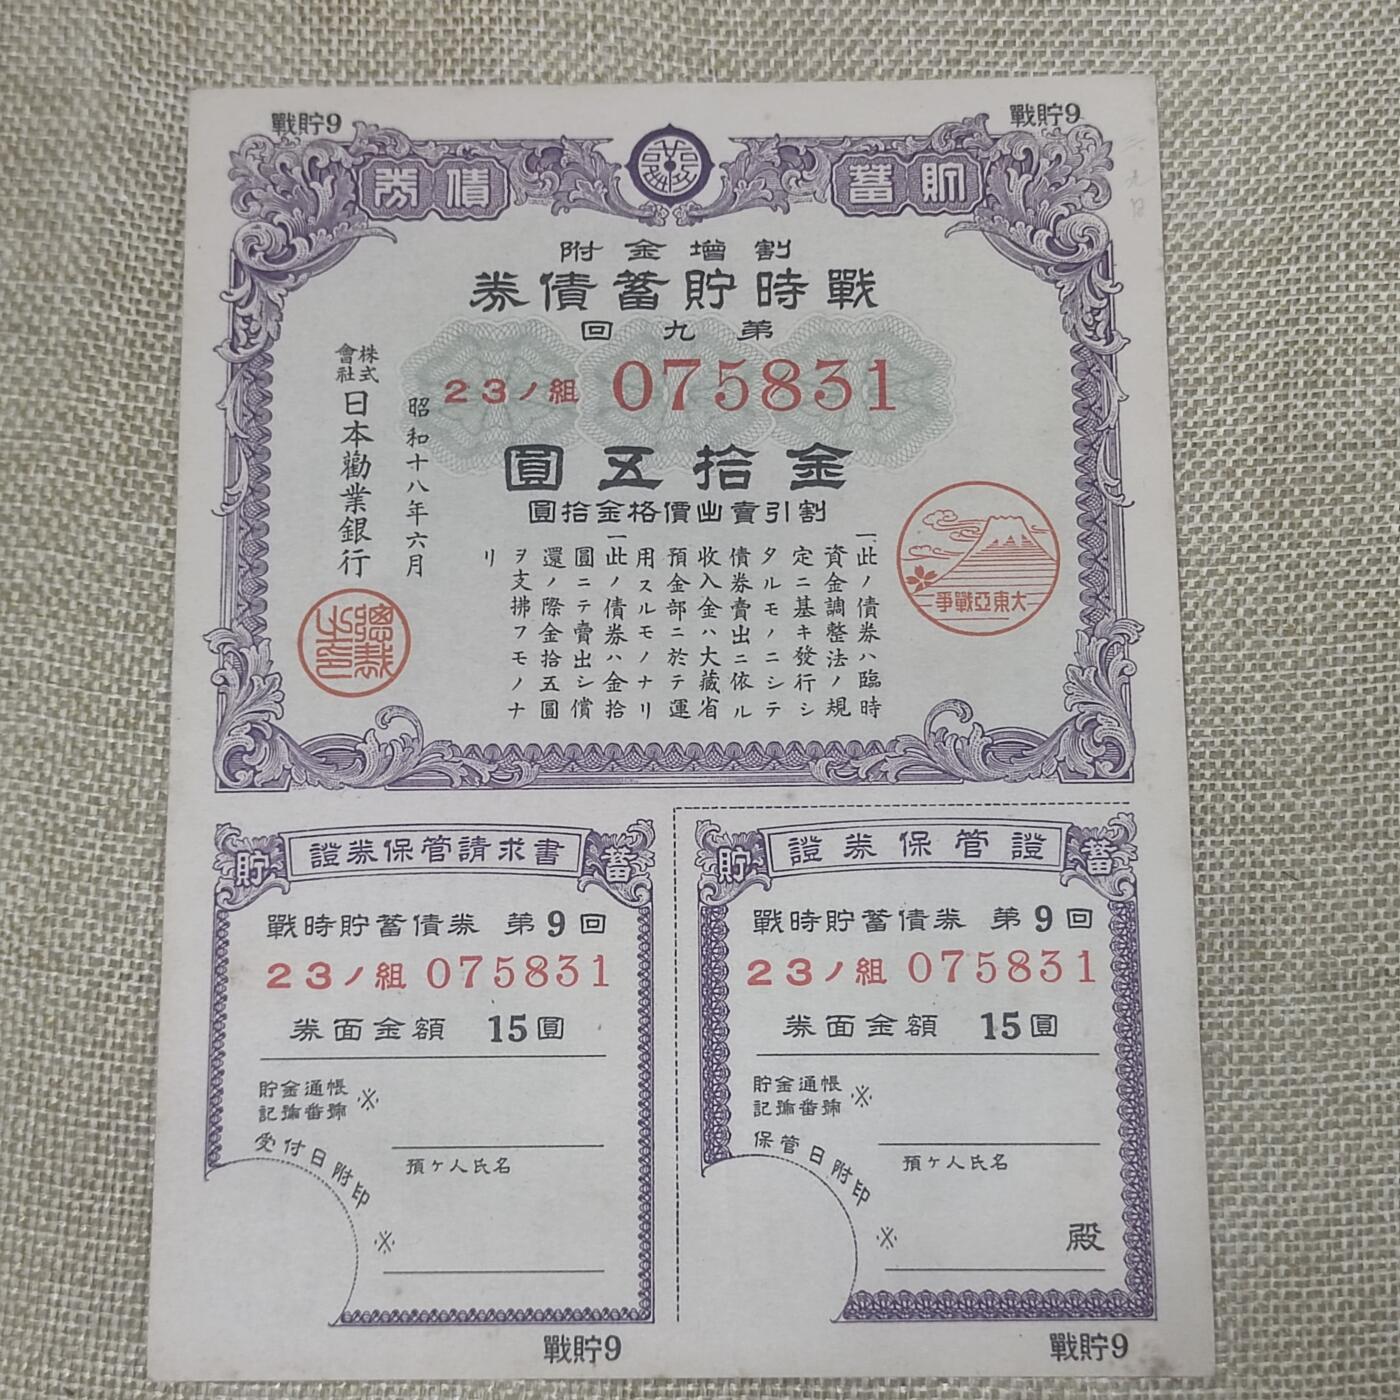 戰貯9
戰貯9
貯蓄
債券
割增金附
戰時貯蓄債券
第九回
23ノ組 075831
金拾五圓
割引賣出價格金拾圓
大東亞戰爭
一此ノ債券ハ臨時
資金調整法ノ規
定ニ基キ發行シ
タルモノニシテ
債券賣出ニ依ル
收入金ハ大藏省
預金部ニ於テ運
用スルモノナリ
一此ノ債券ハ金拾
圓ニテ賣出シ償
還ノ際金拾五圓
ヲ支拂フモノナ
リ
昭和十八年六月
株式會社日本勸業銀行
總裁之印
貯
證券保管請求書
蓄
戰時貯蓄債券 第9回
23ノ組 075831
券面金額 15圓
貯金通帳
記號番號 ※
受付日附印
預ケ人氏名
※
戰貯9
貯
證券保管證
蓄
戰時貯蓄債券 第9回
23ノ組 075831
券面金額 15圓
貯金通帳
記號番號 ※
保管日附印
預ケ人氏名
※
殿
戰貯9